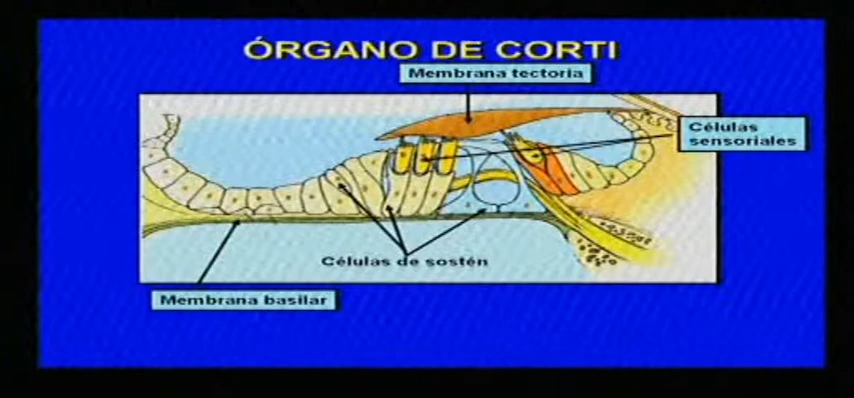 ÓRGANO DE CORTI
Membrana tectoria
Células
sensoriales
Células de sostén
Membrana basilar